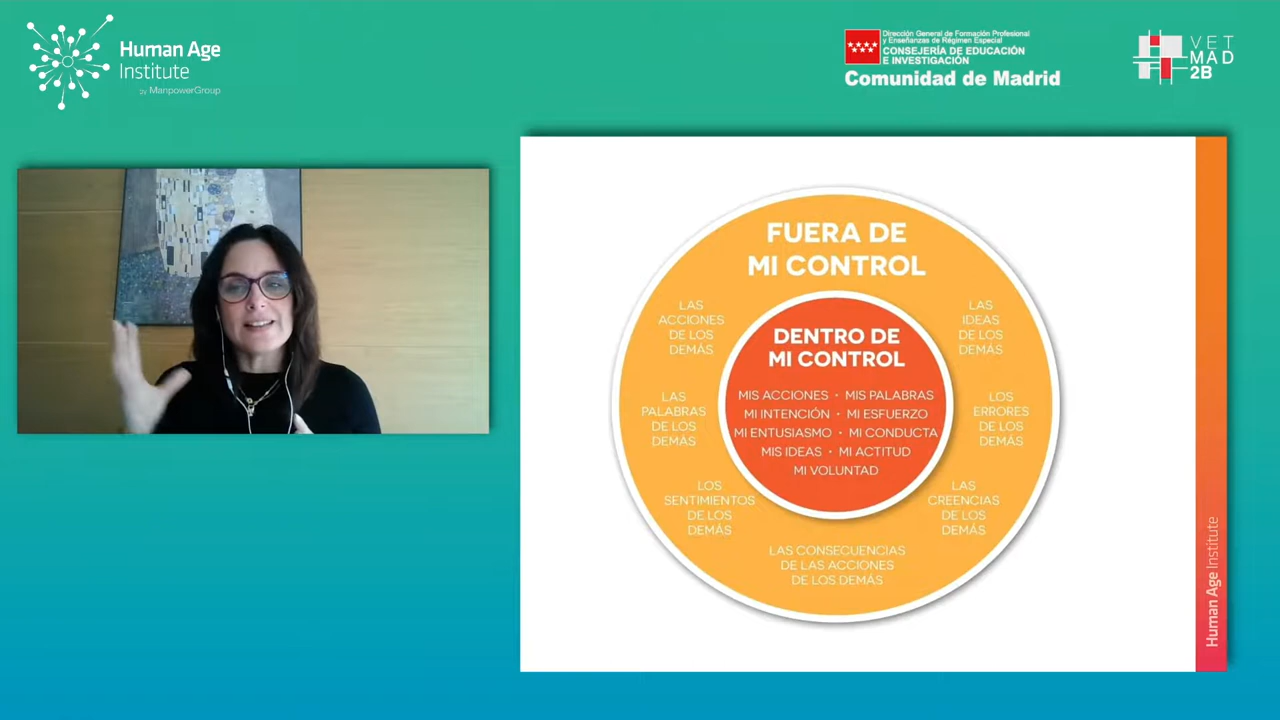 Human Age
Institute
BY ManpowerGroup
Dirección General de Formación Profesional
y Enseñanzas de Régimen Especial
CONSEJERÍA DE EDUCACIÓN
E INVESTIGACIÓN
Comunidad de Madrid
VET
MAD
2B
FUERA DE
MI CONTROL
LAS
ACCIONES
DE LOS
DEMÁS
LAS
IDEAS
DE LOS
DEMÁS
DENTRO DE
MI CONTROL
MIS ACCIONES • MIS PALABRAS
MI INTENCIÓN • MI ESFUERZO
MI ENTUSIASMO • MI CONDUCTA
MIS IDEAS • MI ACTITUD
MI VOLUNTAD
LAS
PALABRAS
DE LOS
DEMÁS
LOS
ERRORES
DE LOS
DEMÁS
LOS
SENTIMIENTOS
DE LOS
DEMÁS
LAS
CREENCIAS
DE LOS
DEMÁS
LAS CONSECUENCIAS
DE LAS ACCIONES
DE LOS DEMÁS
Human Age Institute